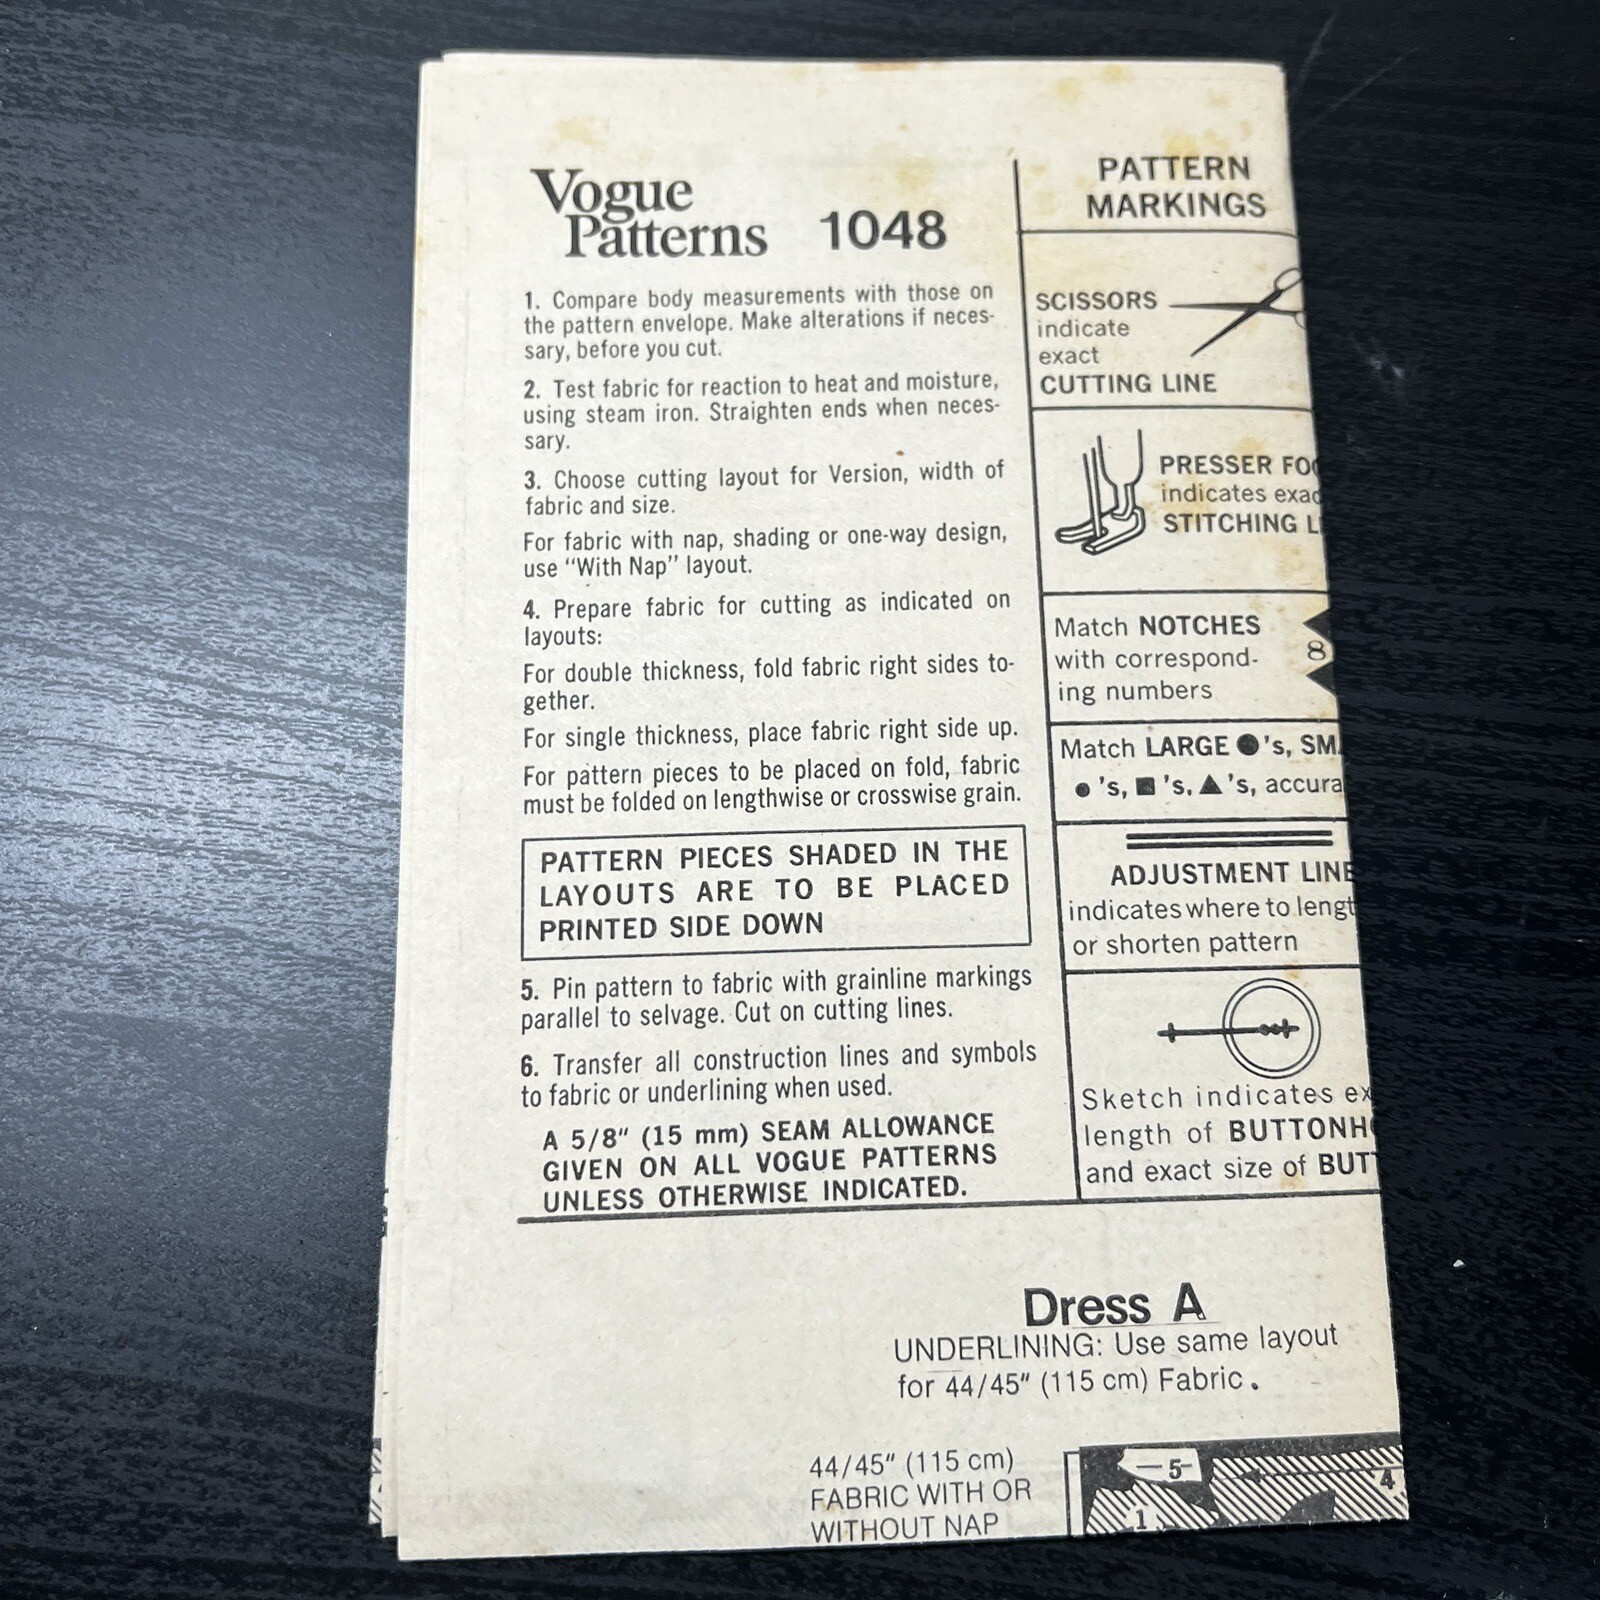 Vogue
Patterns 1048
1. Compare body measurements with those on
the pattern envelope. Make alterations if neces-
sary, before you cut.
2. Test fabric for reaction to heat and moisture,
using steam iron. Straighten ends when neces-
sary.
3. Choose cutting layout for Version, width of
fabric and size.
For fabric with nap, shading or one-way design,
use “With Nap” layout.
4. Prepare fabric for cutting as indicated on
layouts:
For double thickness, fold fabric right sides to-
gether.
For single thickness, place fabric right side up.
For pattern pieces to be placed on fold, fabric
must be folded on lengthwise or crosswise grain.
PATTERN PIECES SHADED IN THE
LAYOUTS ARE TO BE PLACED
PRINTED SIDE DOWN
5. Pin pattern to fabric with grainline markings
parallel to selvage. Cut on cutting lines.
6. Transfer all construction lines and symbols
to fabric or underlining when used.
A 5/8" (15 mm) SEAM ALLOWANCE
GIVEN ON ALL VOGUE PATTERNS
UNLESS OTHERWISE INDICATED.
PATTERN
MARKINGS
SCISSORS
indicate
exact
CUTTING LINE
PRESSER
indicates
STITCHING
Match NOTCHES
with correspond-
ing numbers
8
Match LARGE ●'s,
●'s, ■'s, ▲'s,
ADJUSTMENT LINE
indicates where to
or shorten pattern
Sketch indicates
length of
and exact size of
Dress A
UNDERLINING: Use same layout
for 44/45" (115 cm) Fabric.
44/45" (115 cm)
FABRIC WITH OR
WITHOUT NAP
5
4
1